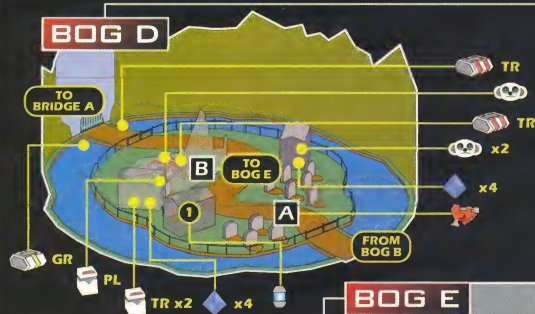 BOG D
TR
TO
BRIDGE A
TR
B
TO
BOG E
x2
x4
1
A
FROM
BOG B
GR
PL
TR x2
x4
BOG E